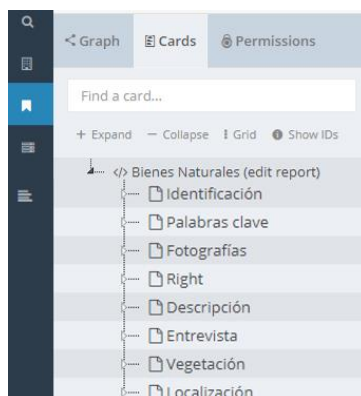 Graph Cards Permissions
Find a card...
+ Expand − Collapse Grid Show IDs
</> Bienes Naturales (edit report)
Identificación
Palabras clave
Fotografías
Right
Descripción
Entrevista
Vegetación
Localización